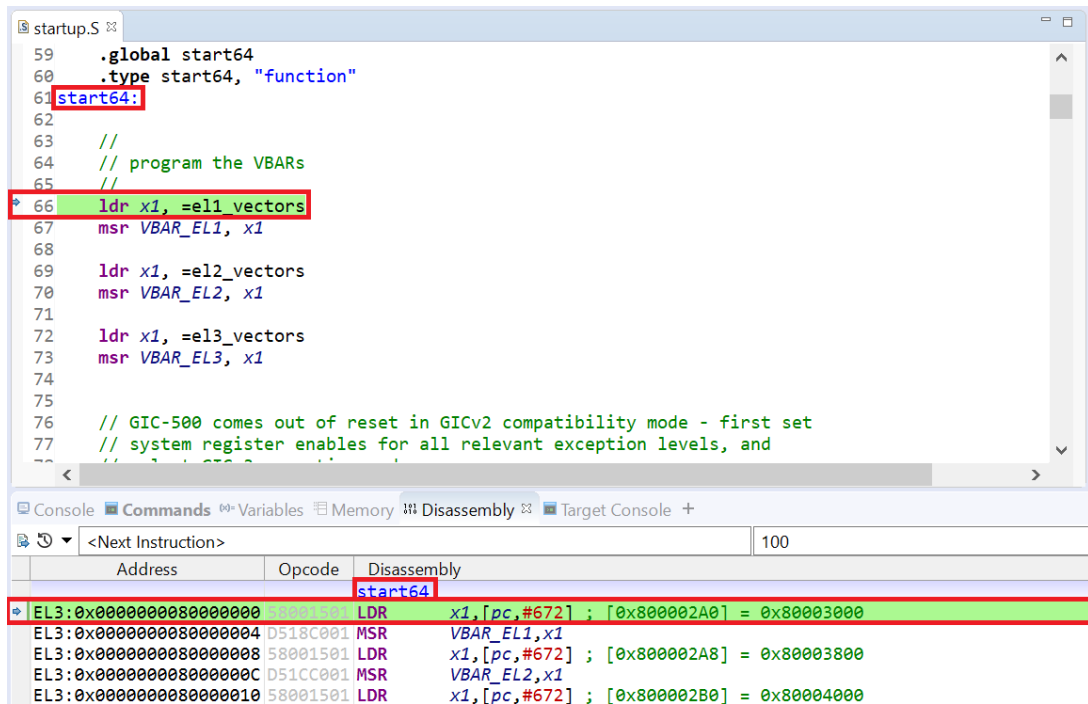 startup.S
59 .global start64
60 .type start64, "function"
61 start64:
62
63 //
64 // program the VBARs
65 //
66 ldr x1, =el1_vectors
67 msr VBAR_EL1, x1
68
69 ldr x1, =el2_vectors
70 msr VBAR_EL2, x1
71
72 ldr x1, =el3_vectors
73 msr VBAR_EL3, x1
74
75
76 // GIC-500 comes out of reset in GICv2 compatibility mode - first set
77 // system register enables for all relevant exception levels, and
Console Commands Variables Memory Disassembly Target Console
<Next Instruction> 100
Address Opcode Disassembly
start64
EL3:0x0000000080000000 58001501 LDR x1,[pc,#672] ; [0x800002A0] = 0x80003000
EL3:0x0000000080000004 D518C001 MSR VBAR_EL1,x1
EL3:0x0000000080000008 58001501 LDR x1,[pc,#672] ; [0x800002A8] = 0x80003800
EL3:0x000000008000000C D51CC001 MSR VBAR_EL2,x1
EL3:0x0000000080000010 58001501 LDR x1,[pc,#672] ; [0x800002B0] = 0x80004000